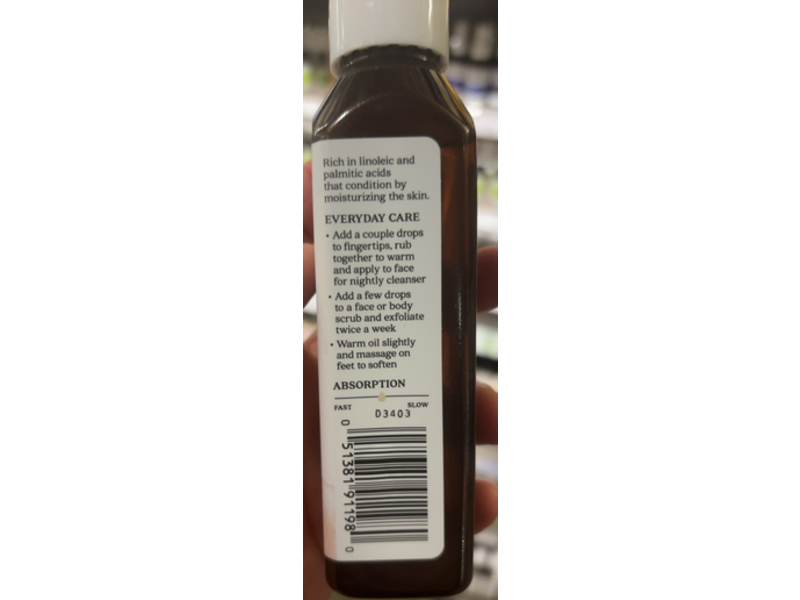 Rich in linoleic and
palmitic acids
that condition by
moisturizing the skin.
EVERYDAY CARE
• Add a couple drops
to fingertips, rub
together to warm
and apply to face
for nightly cleanser
• Add a few drops
to a face or body
scrub and exfoliate
twice a week
• Warm oil slightly
and massage on
feet to soften
ABSORPTION
FAST SLOW
D3403
0 51381 91198 0